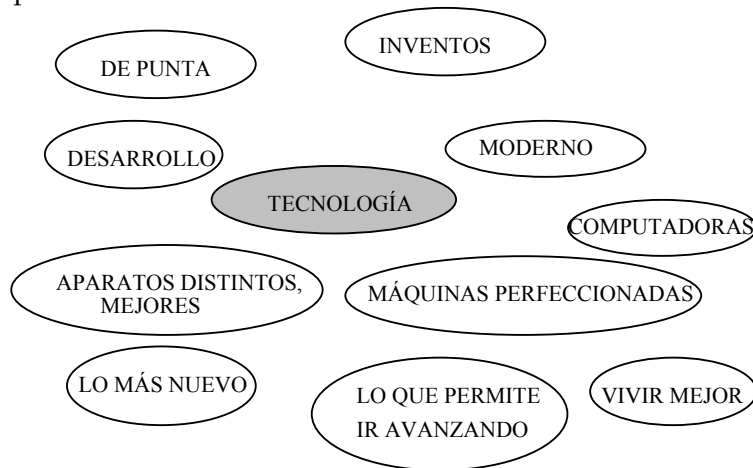 INVENTOS
DE PUNTA
DESARROLLO
MODERNO
TECNOLOGÍA
COMPUTADORAS
APARATOS DISTINTOS,
MEJORES
MÁQUINAS PERFECCIONADAS
LO MÁS NUEVO
LO QUE PERMITE
IR AVANZANDO
VIVIR MEJOR